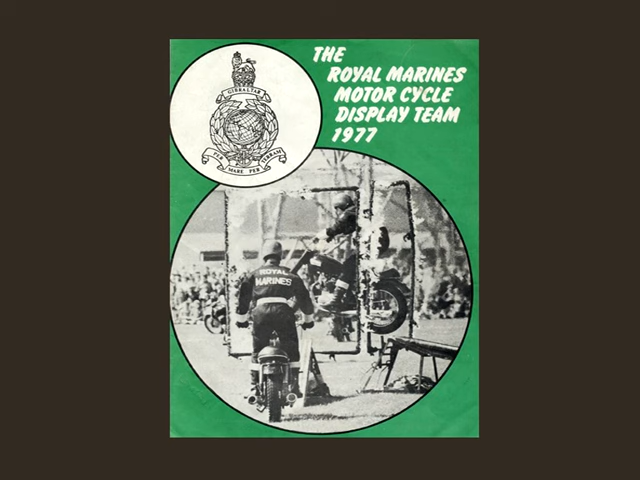 THE
ROYAL MARINES
MOTOR CYCLE
DISPLAY TEAM
1977
GIBRALTAR
PER MARE PER TERRAM
ROYAL
MARINES